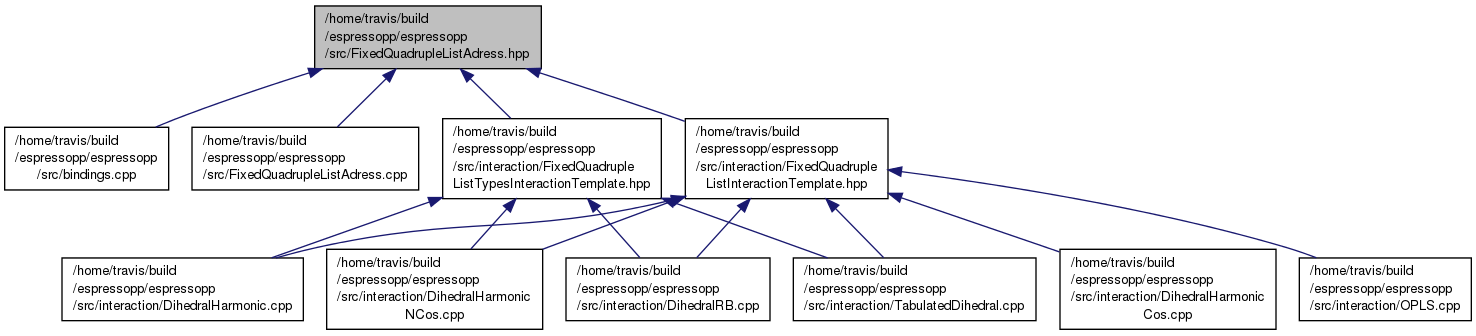 /home/travis/build
/espressopp/espressopp
/src/FixedQuadrupleListAdress.hpp
/home/travis/build
/espressopp/espressopp
/src/bindings.cpp
/home/travis/build
/espressopp/espressopp
/src/FixedQuadrupleListAdress.cpp
/home/travis/build
/espressopp/espressopp
/src/interaction/FixedQuadruple
ListTypesInteractionTemplate.hpp
/home/travis/build
/espressopp/espressopp
/src/interaction/FixedQuadruple
ListInteractionTemplate.hpp
/home/travis/build
/espressopp/espressopp
/src/interaction/DihedralHarmonic.cpp
/home/travis/build
/espressopp/espressopp
/src/interaction/DihedralHarmonic
NCos.cpp
/home/travis/build
/espressopp/espressopp
/src/interaction/DihedralRB.cpp
/home/travis/build
/espressopp/espressopp
/src/interaction/TabulatedDihedral.cpp
/home/travis/build
/espressopp/espressopp
/src/interaction/DihedralHarmonic
Cos.cpp
/home/travis/build
/espressopp/espressopp
/src/interaction/OPLS.cpp